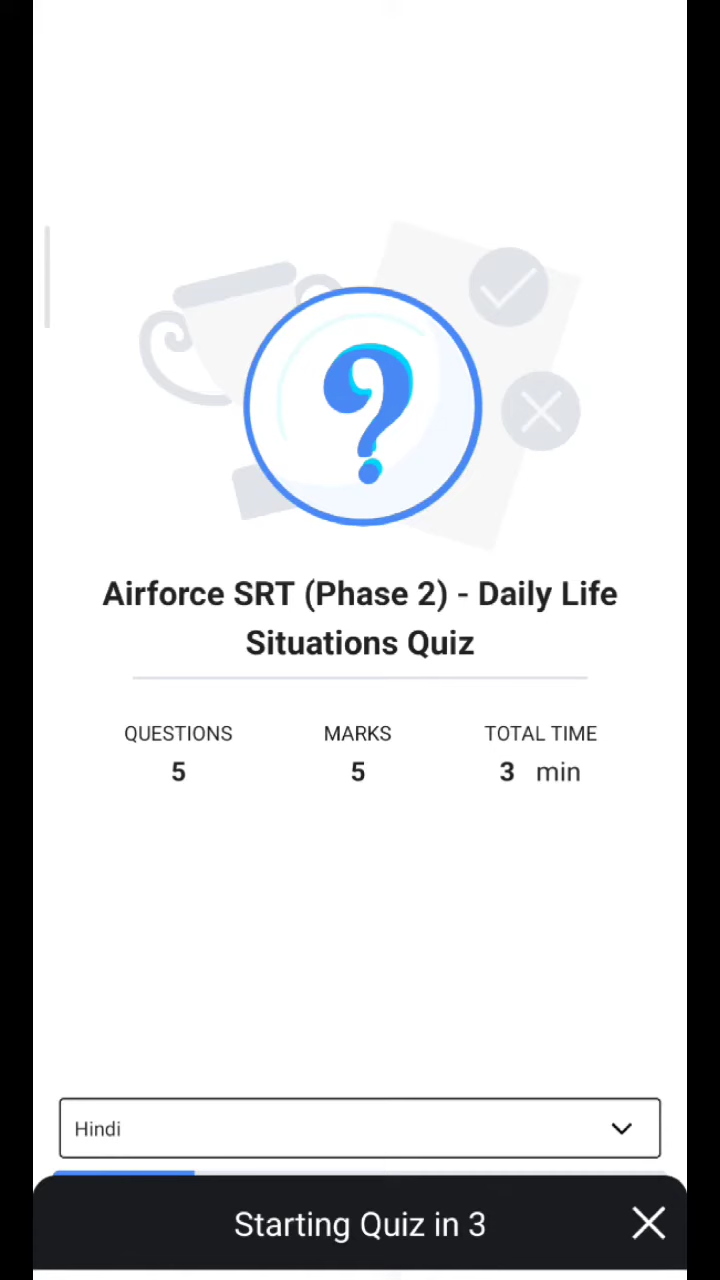 Airforce SRT (Phase 2) - Daily Life
Situations Quiz
QUESTIONS MARKS TOTAL TIME
5 5 3 min
Hindi
Starting Quiz in 3